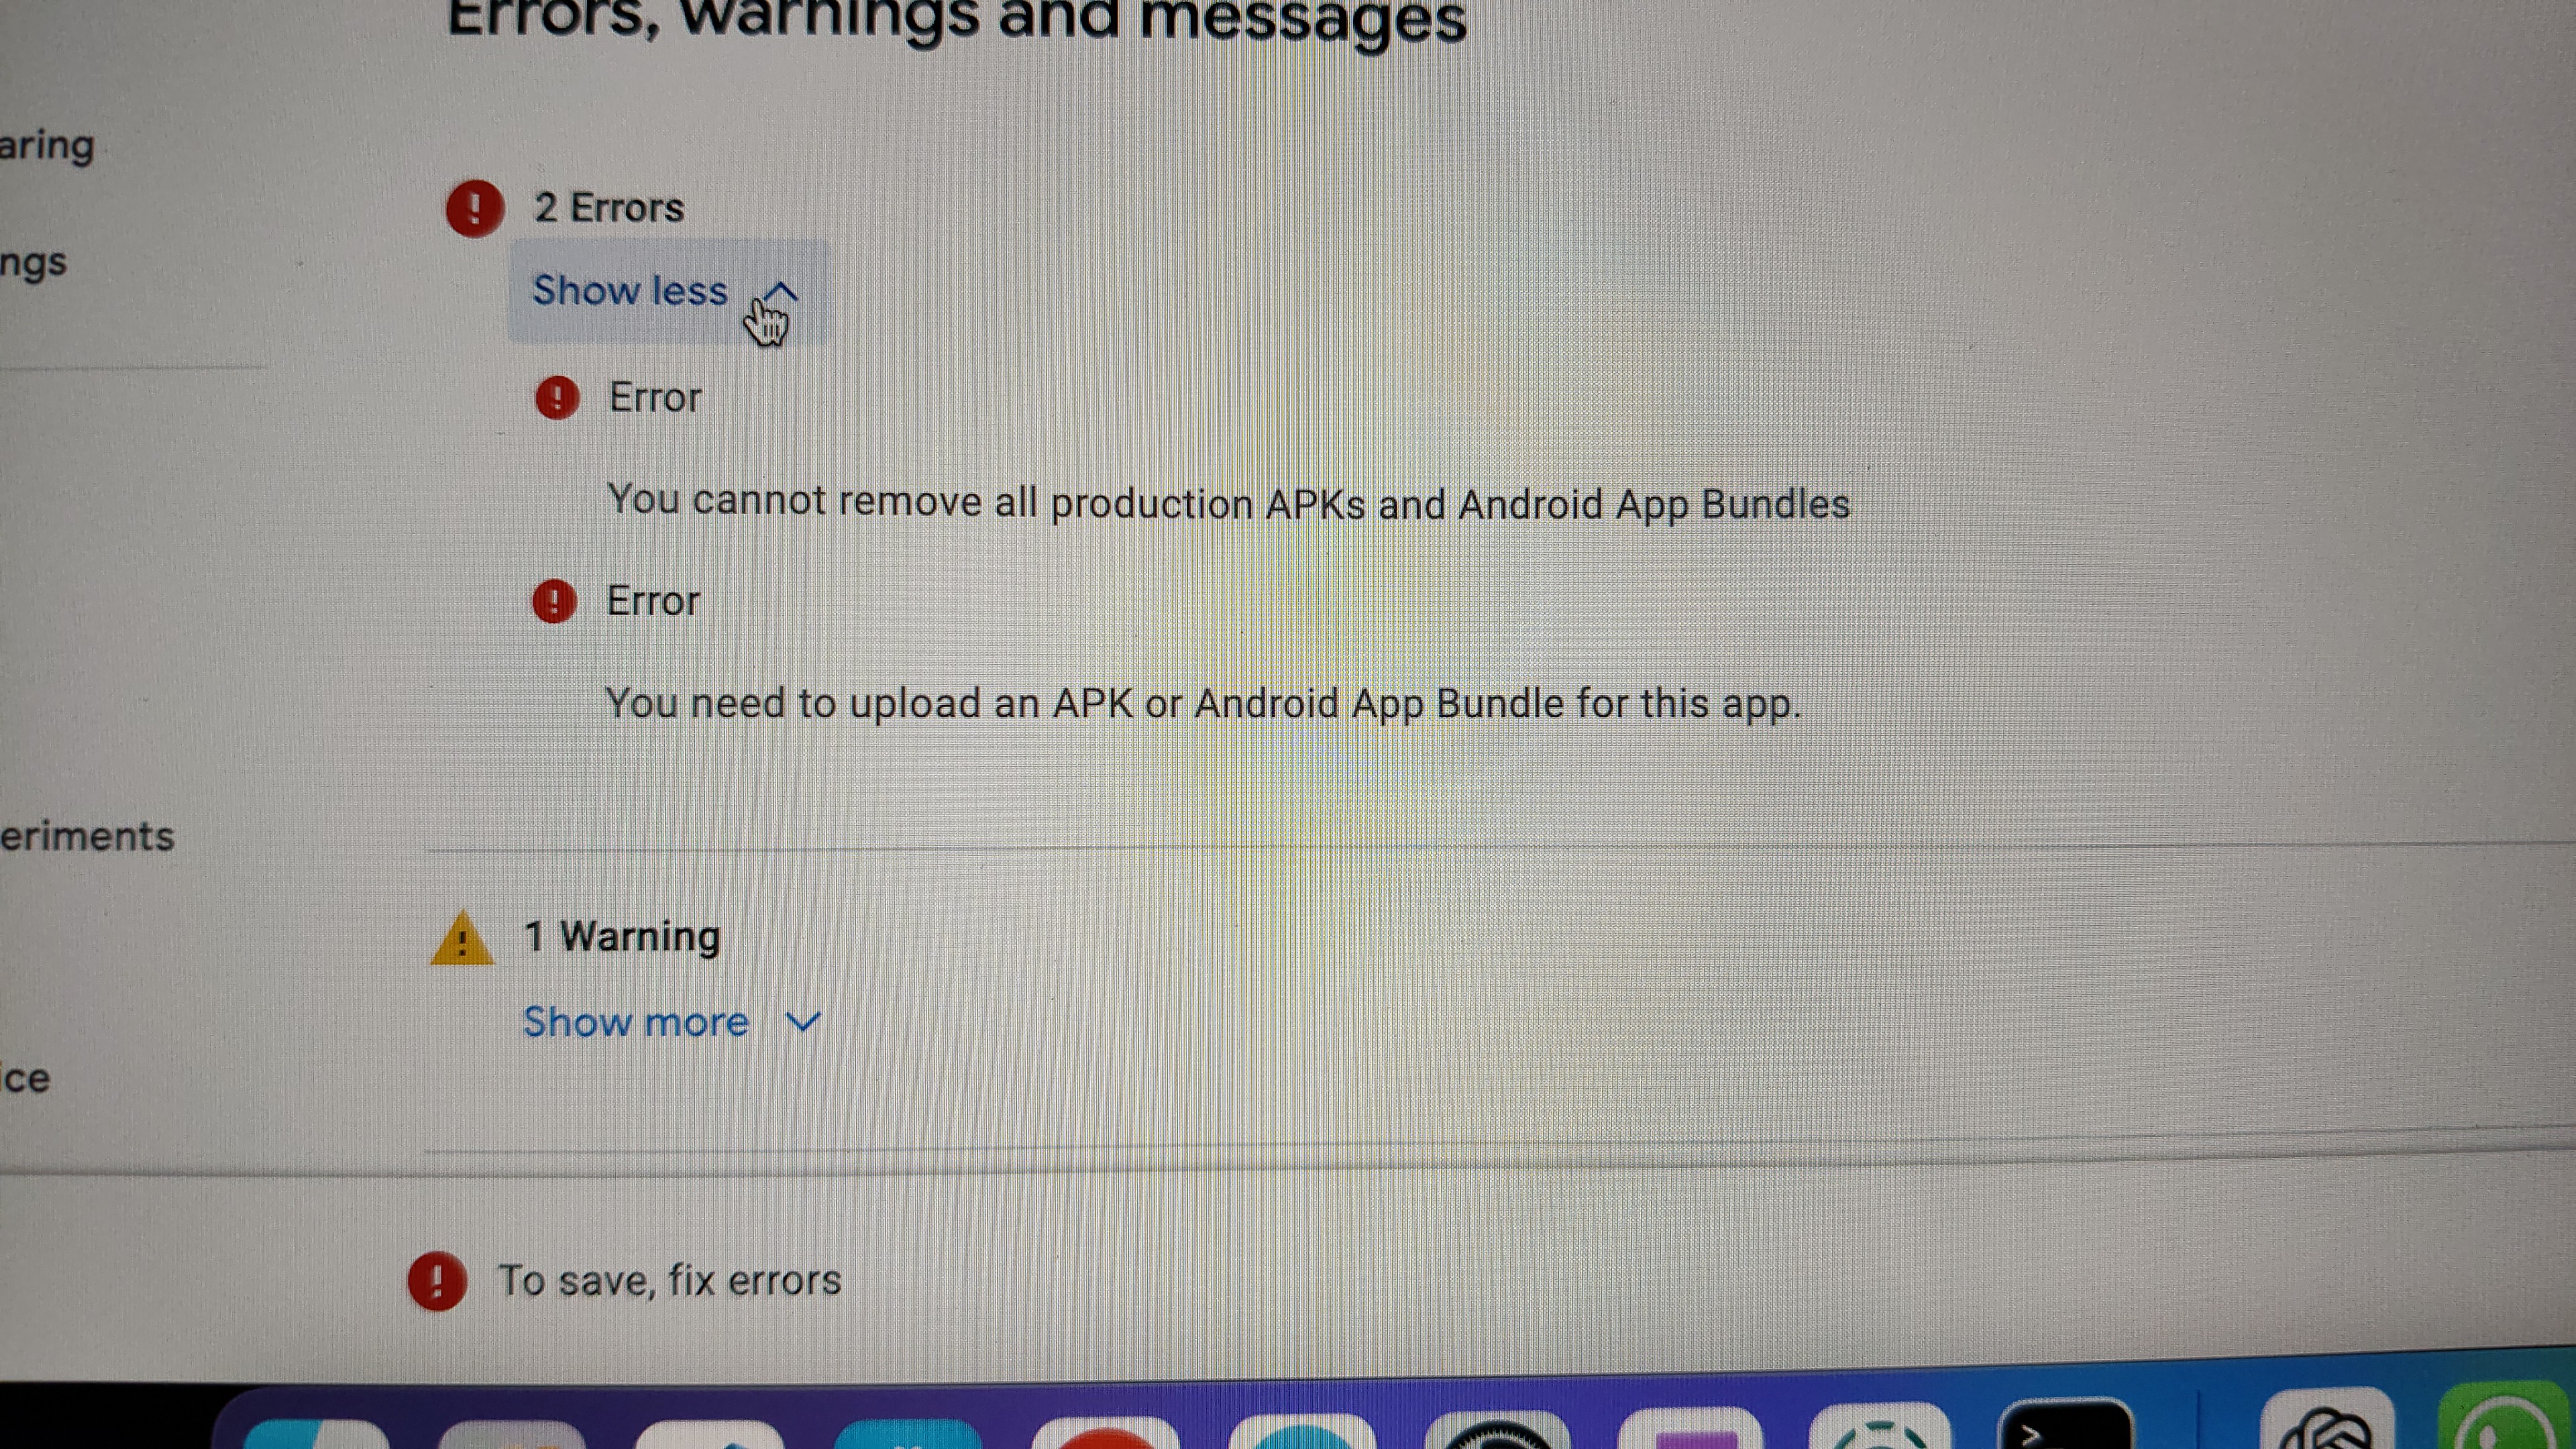 Errors, warnings and messages
aring
2 Errors
ngs
Show less
Error
You cannot remove all production APKs and Android App Bundles
Error
You need to upload an APK or Android App Bundle for this app.
eriments
1 Warning
Show more
ice
To save, fix errors